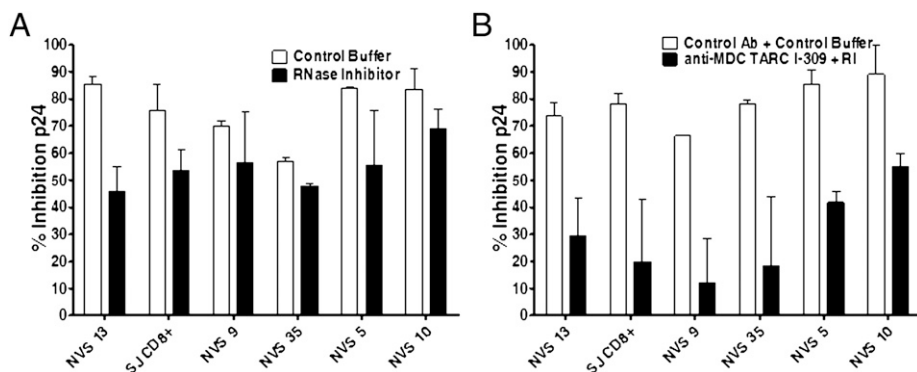 A
Control Buffer
RNase Inhibitor
% Inhibition p24
100
90
80
70
60
50
40
30
20
10
0
NVS 13
SJ CD8+
NVS 9
NVS 35
NVS 5
NVS 10
B
Control Ab + Control Buffer
anti-MDC TARC I-309 + RI
% Inhibition p24
100
90
80
70
60
50
40
30
20
10
0
NVS 13
SJ CD8+
NVS 9
NVS 35
NVS 5
NVS 10